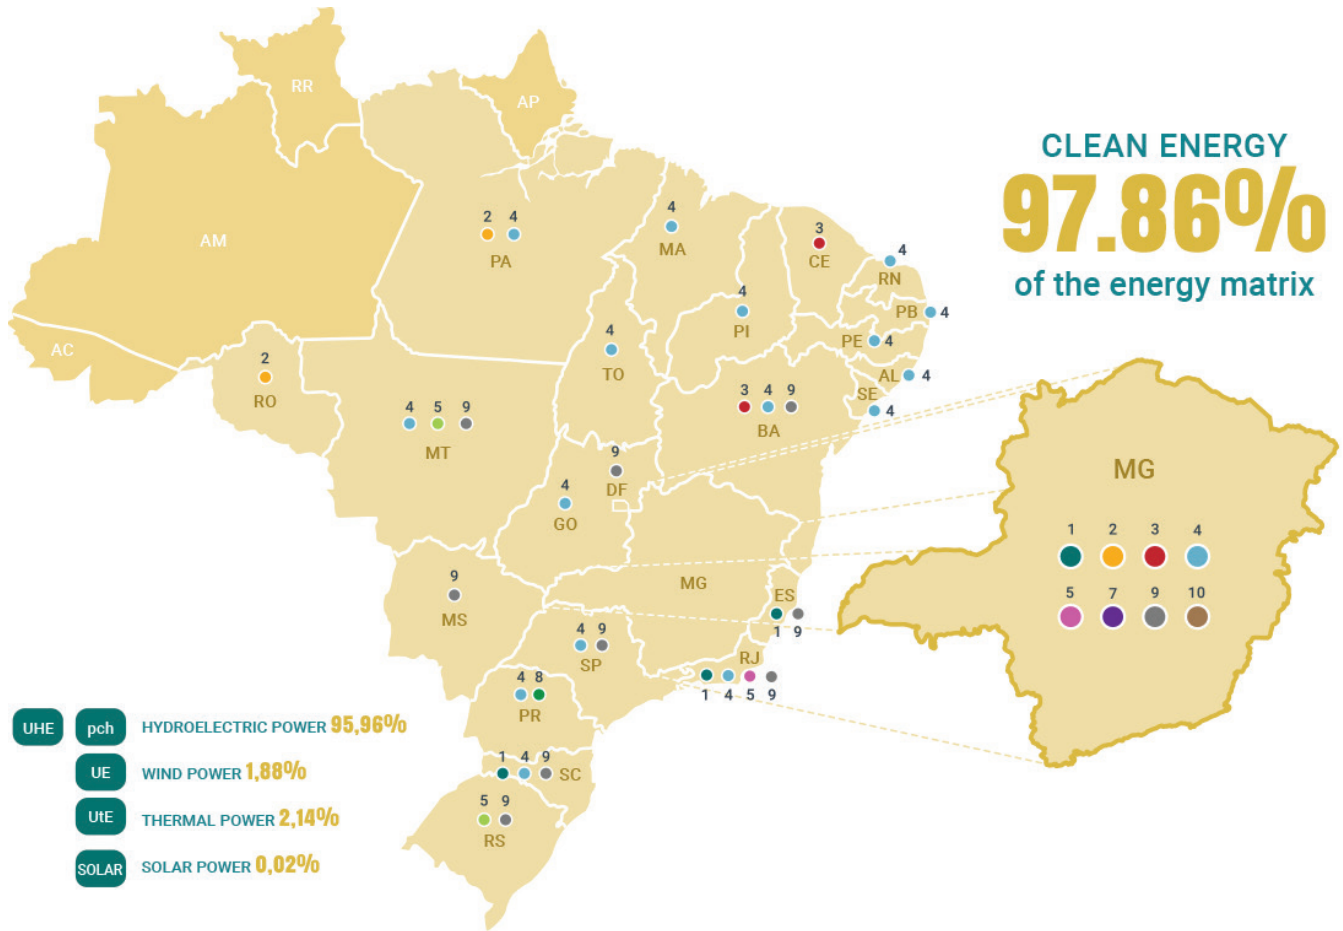 RR
AP
CLEAN ENERGY
97.86%
of the energy matrix
AM
2 4
PA
4
MA
3
CE
4
RN
4
PI
PB 4
PE 4
4
TO
AL 4
SE
4
AC
2
RO
4 5 9
MT
3 4 9
BA
9
DF
4
GO
MG
1 2 3 4
5 7 9 10
9
MS
MG
ES
1 9
4 9
SP
RJ
1 4 5 9
4 8
PR
1 4 9
SC
5 9
RS
UHE pch HYDROELECTRIC POWER 95,96%
UE WIND POWER 1,88%
UtE THERMAL POWER 2,14%
SOLAR SOLAR POWER 0,02%